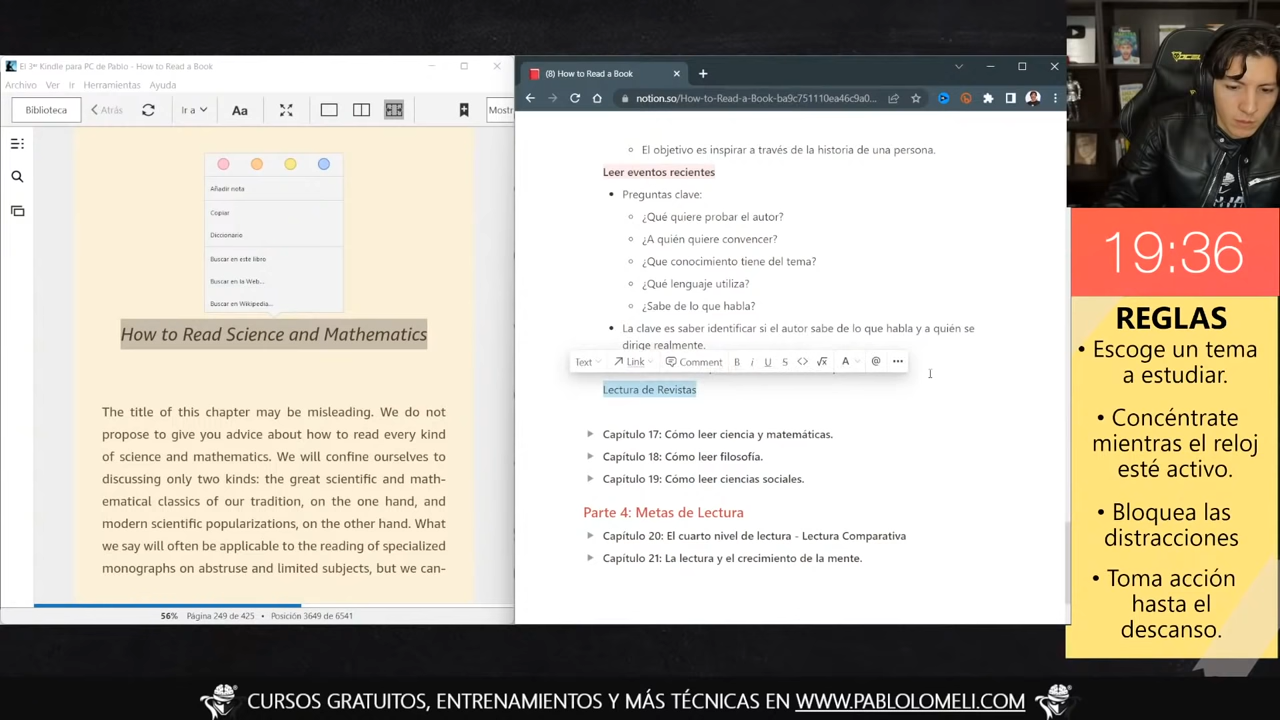 El 3er Kindle para PC de Pablo - How to Read a Book
Archivo Ver Ir Herramientas Ayuda
Biblioteca
Atrás
Ir a
Aa
Mostr
Añadir nota
Copiar
Diccionario
Buscar en este libro
Buscar en la Web...
Buscar en Wikipedia...
How to Read Science and Mathematics
The title of this chapter may be misleading. We do not
propose to give you advice about how to read every kind
of science and mathematics. We will confine ourselves to
discussing only two kinds: the great scientific and math-
ematical classics of our tradition, on the one hand, and
modern scientific popularizations, on the other hand. What
we say will often be applicable to the reading of specialized
monographs on abstruse and limited subjects, but we can-
56% Página 249 de 425 • Posición 3649 de 6541
(8) How to Read a Book
notion.so/How-to-Read-a-Book-ba9c751110ea46c9a0...
El objetivo es inspirar a través de la historia de una persona.
Leer eventos recientes
• Preguntas clave:
¿Qué quiere probar el autor?
¿A quién quiere convencer?
¿Que conocimiento tiene del tema?
¿Qué lenguaje utiliza?
¿Sabe de lo que habla?
• La clave es saber identificar si el autor sabe de lo que habla y a quién se
dirige realmente.
Text Link Comment B i U S <> √x A @ •••
Lectura de Revistas
Capítulo 17: Cómo leer ciencia y matemáticas.
Capítulo 18: Cómo leer filosofía.
Capítulo 19: Cómo leer ciencias sociales.
Parte 4: Metas de Lectura
Capítulo 20: El cuarto nivel de lectura - Lectura Comparativa
Capítulo 21: La lectura y el crecimiento de la mente.
19:36
REGLAS
• Escoge un tema
a estudiar.
• Concéntrate
mientras el reloj
esté activo.
• Bloquea las
distracciones
• Toma acción
hasta el
descanso.
CURSOS GRATUITOS, ENTRENAMIENTOS Y MÁS TÉCNICAS EN WWW.PABLOLOMELI.COM